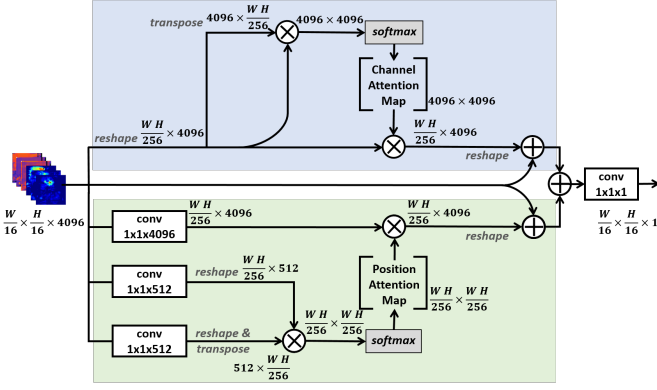 transpose 4096 × W H/256 4096 × 4096 softmax
Channel
Attention
Map
4096 × 4096
reshape W H/256 × 4096
W H/256 × 4096
reshape
conv
1x1x1
W/16 × H/16 × 4096
W/16 × H/16 × 1
conv
1x1x4096
W H/256 × 4096
W H/256 × 4096
reshape
conv
1x1x512
reshape W H/256 × 512
Position
Attention
Map
W H/256 × W H/256
conv
1x1x512
reshape &
transpose
512 × W H/256
W H/256 × W H/256
softmax